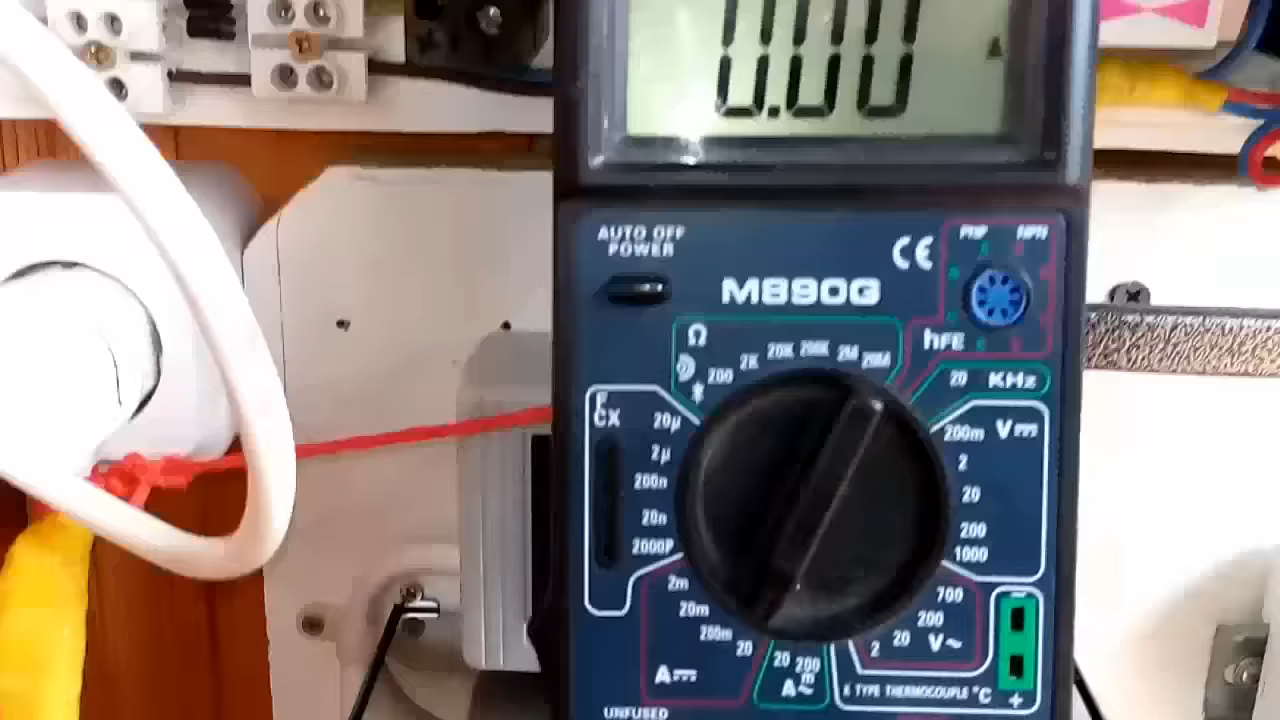 0.00
AUTO OFF
POWER
CE
PNP NPN
M890G
hFE
Ω
200 2K 20K 200K 2M 20M
20 KHz
F
CX
20μ
2μ
200n
20n
2000P
200m V
2
20
200
1000
2m
20m
200m
20
A
20 200m
A~
700
200
20
2
V~
K TYPE THERMOCOUPLE °C
+
UNFUSED